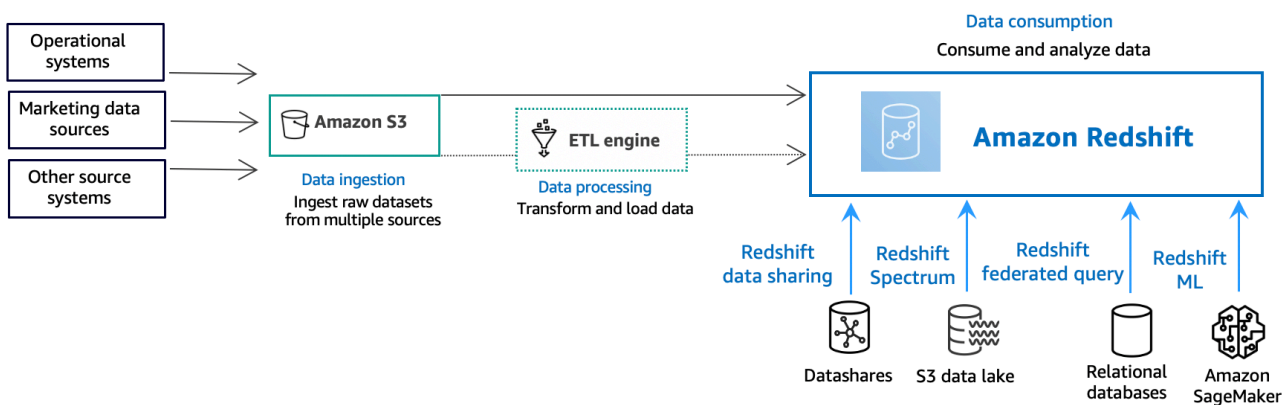 Operational
systems
Marketing data
sources
Other source
systems
Amazon S3
Data ingestion
Ingest raw datasets
from multiple sources
ETL engine
Data processing
Transform and load data
Data consumption
Consume and analyze data
Amazon Redshift
Redshift
data sharing
Redshift
Spectrum
Redshift
federated query
Redshift
ML
Datashares
S3 data lake
Relational
databases
Amazon
SageMaker